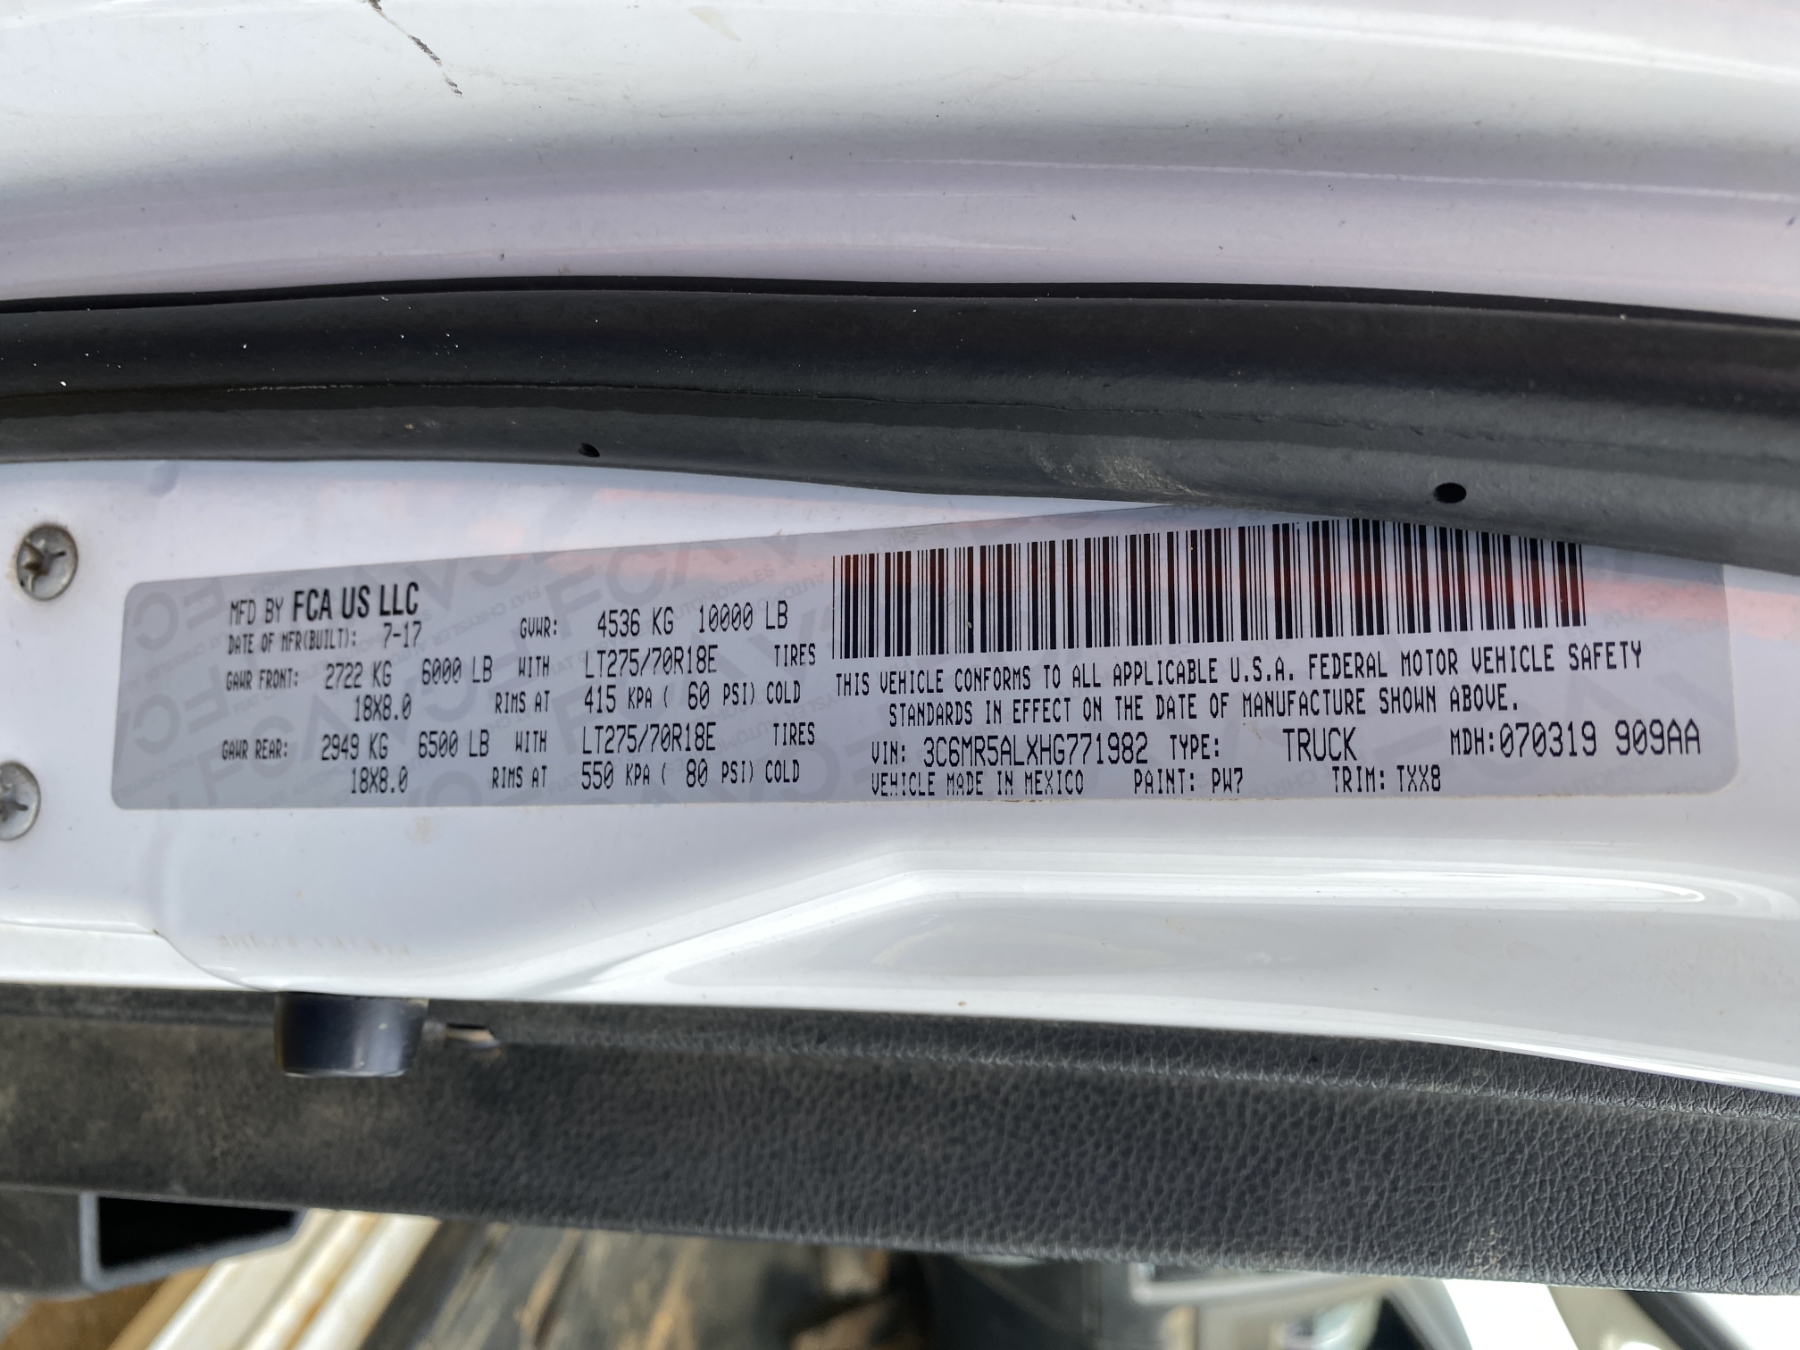 MFD BY FCA US LLC
DATE OF MFR(BUILT): 7-17 GVWR: 4536 KG 10000 LB
GAWR FRONT: 2722 KG 6000 LB WITH LT275/70R18E TIRES
18X8.0 RIMS AT 415 KPA ( 60 PSI) COLD
GAWR REAR: 2949 KG 6500 LB WITH LT275/70R18E TIRES
18X8.0 RIMS AT 550 KPA ( 80 PSI) COLD
THIS VEHICLE CONFORMS TO ALL APPLICABLE U.S.A. FEDERAL MOTOR VEHICLE SAFETY
STANDARDS IN EFFECT ON THE DATE OF MANUFACTURE SHOWN ABOVE.
VIN: 3C6MR5ALXHG771982 TYPE: TRUCK MDH: 070319 909AA
VEHICLE MADE IN MEXICO PAINT: PW7 TRIM: TXX8